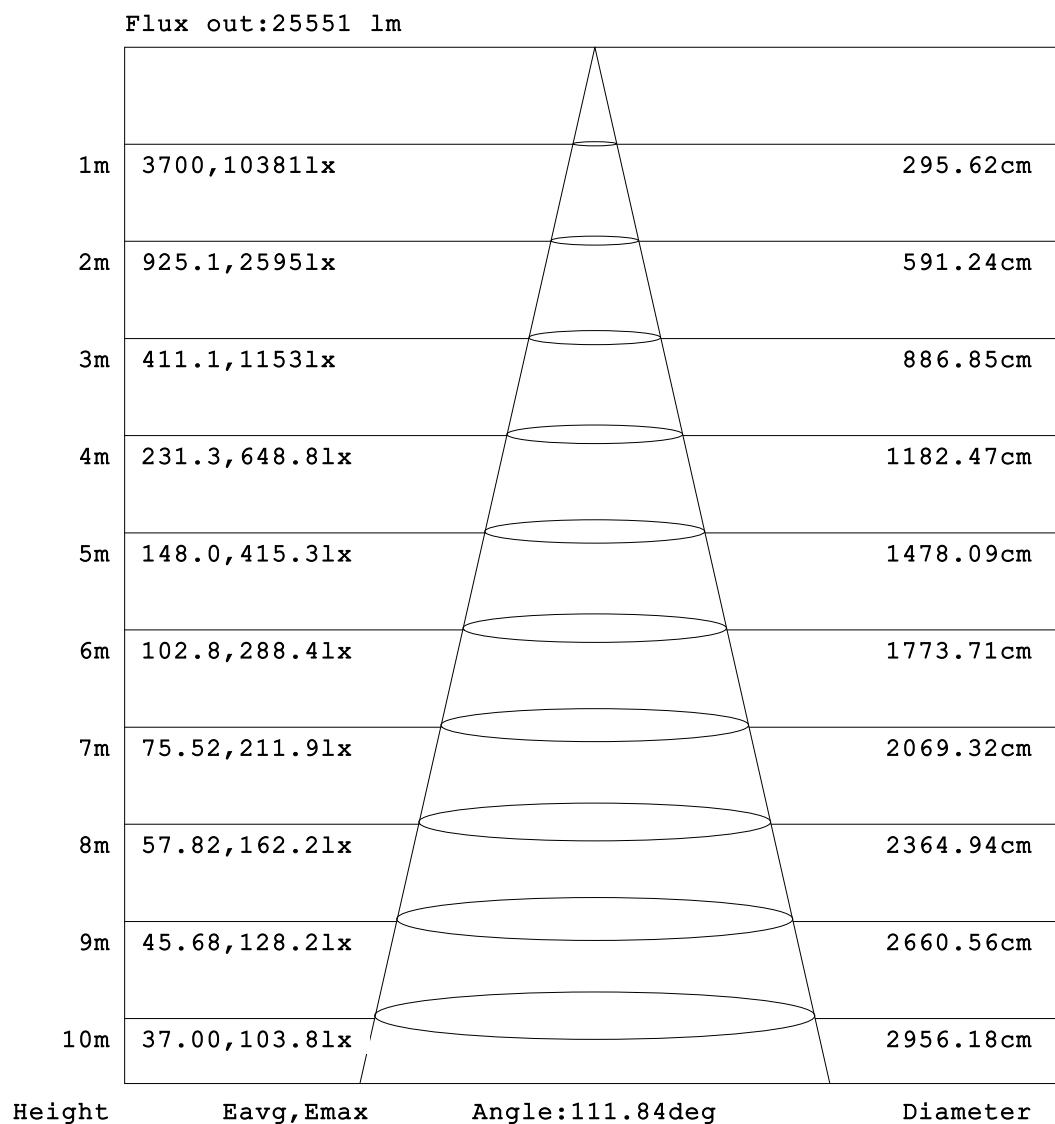 Flux out:25551 lm
1m 3700,10381lx 295.62cm
2m 925.1,2595lx 591.24cm
3m 411.1,1153lx 886.85cm
4m 231.3,648.8lx 1182.47cm
5m 148.0,415.3lx 1478.09cm
6m 102.8,288.4lx 1773.71cm
7m 75.52,211.9lx 2069.32cm
8m 57.82,162.2lx 2364.94cm
9m 45.68,128.2lx 2660.56cm
10m 37.00,103.8lx 2956.18cm
Height Eavg,Emax Angle:111.84deg Diameter